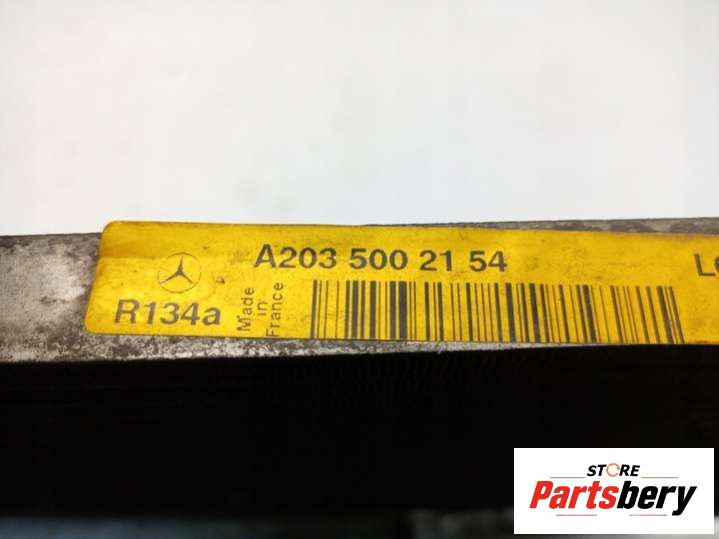 A203 500 21 54
R134a
Made
in
France
STORE
Partsbery